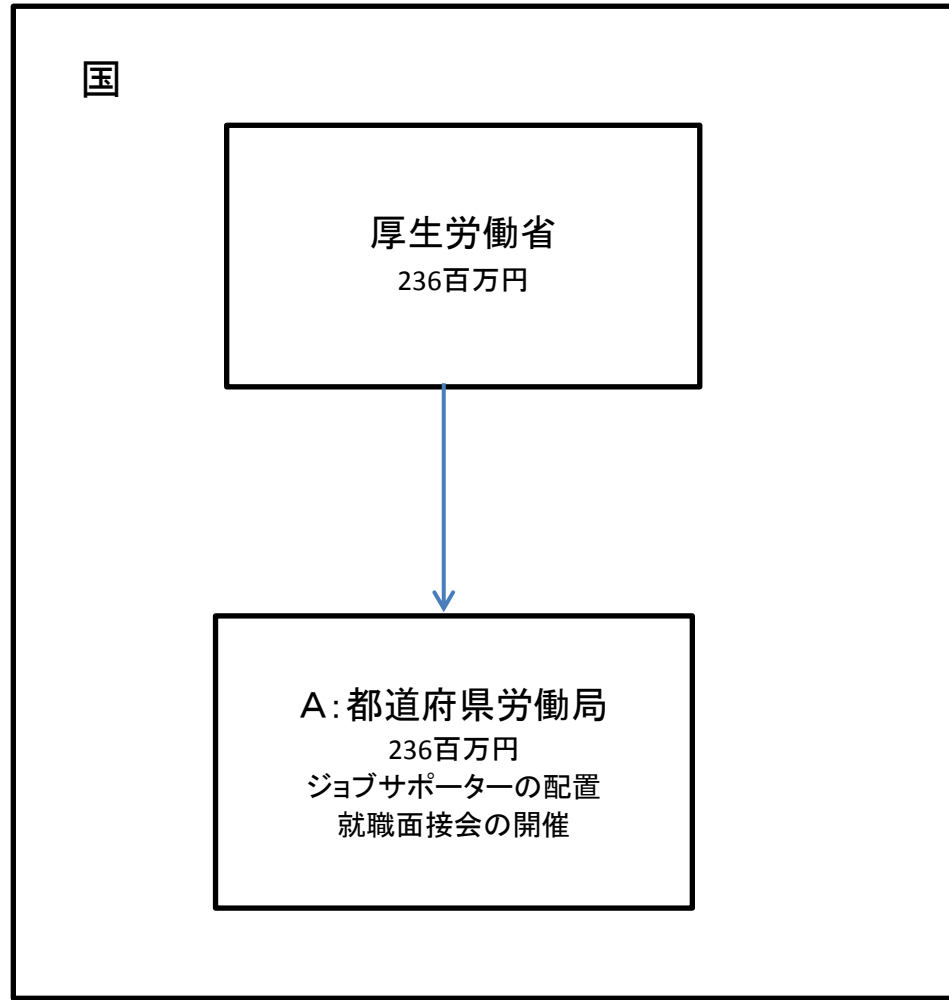 国
厚生労働省
236百万円
A:都道府県労働局
236百万円
ジョブサポーターの配置
就職面接会の開催